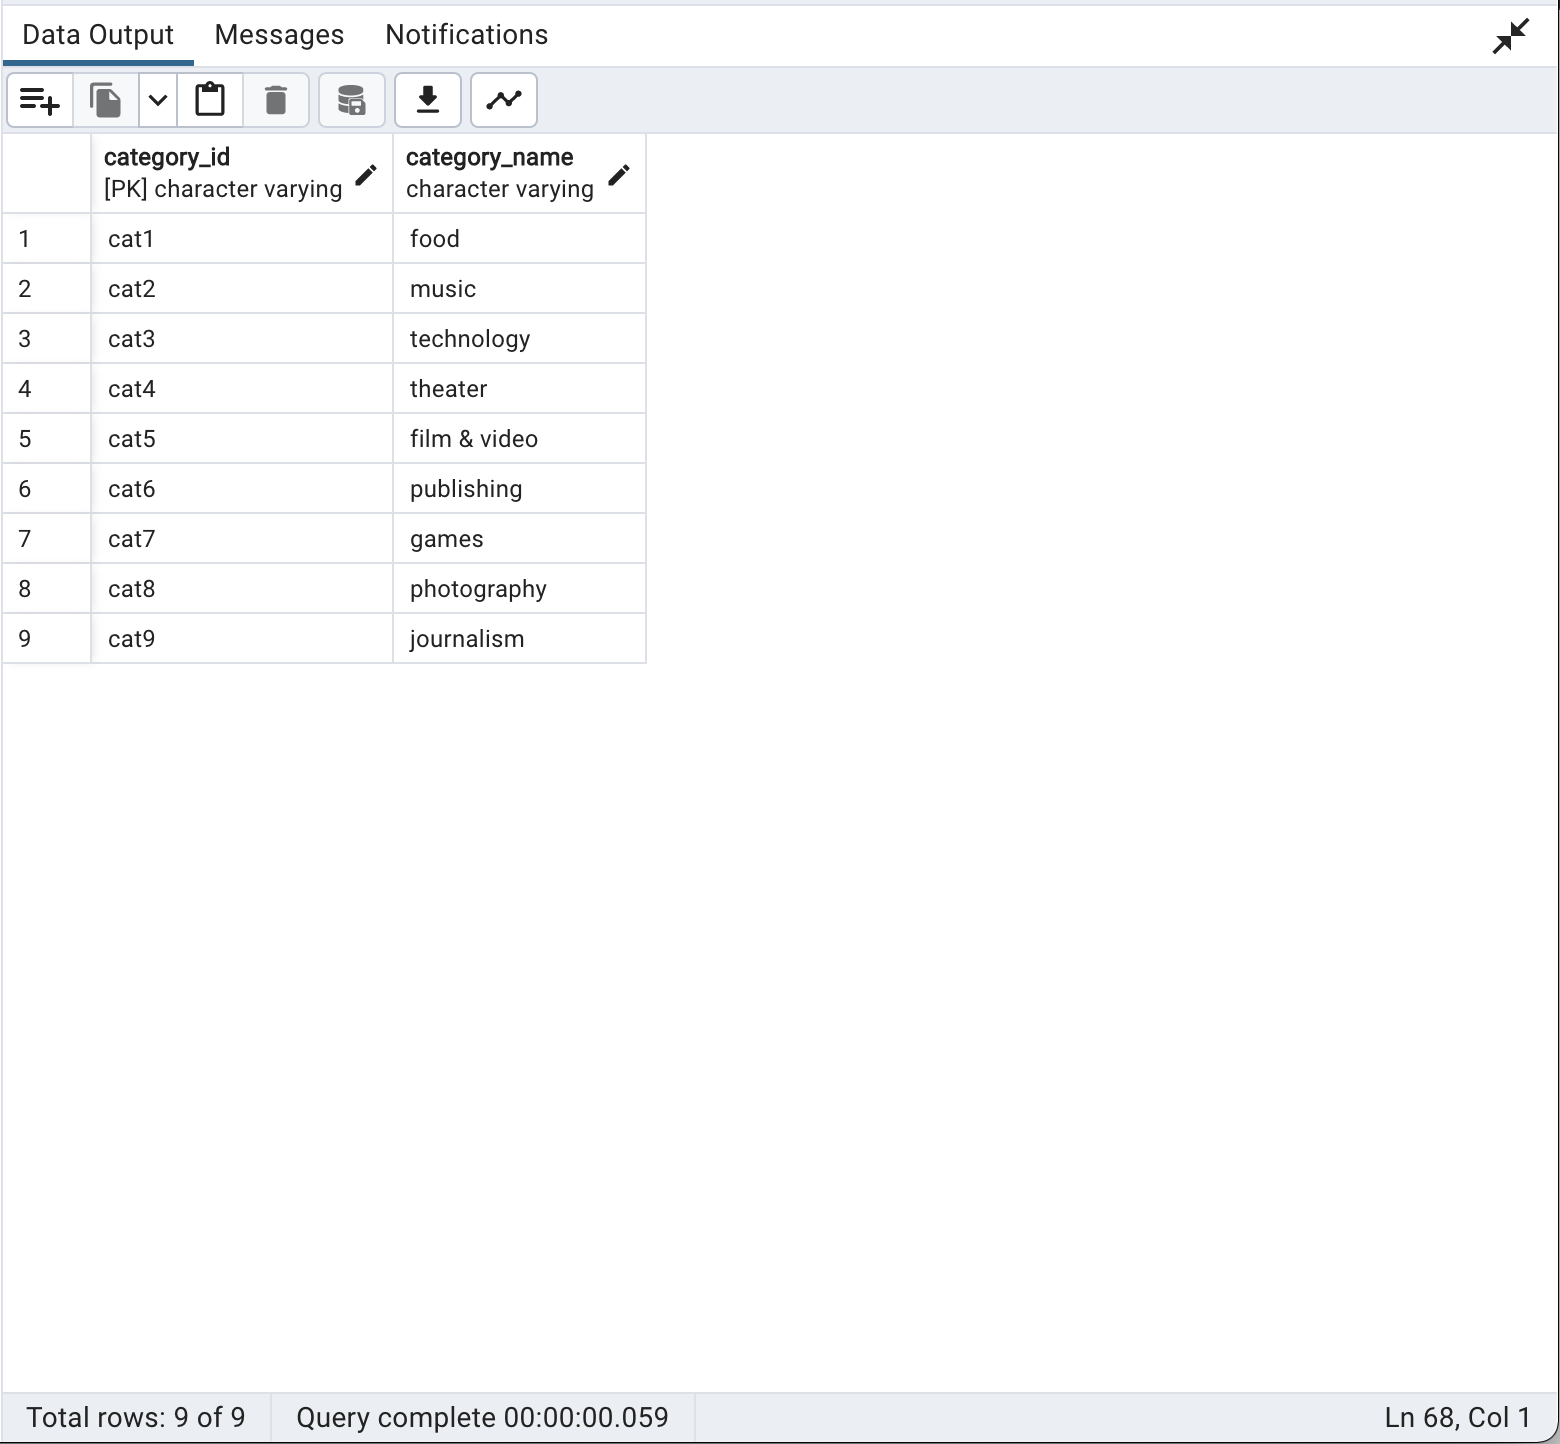 Data Output Messages Notifications
category_id category_name
[PK] character varying character varying
1 cat1 food
2 cat2 music
3 cat3 technology
4 cat4 theater
5 cat5 film & video
6 cat6 publishing
7 cat7 games
8 cat8 photography
9 cat9 journalism
Total rows: 9 of 9 Query complete 00:00:00.059 Ln 68, Col 1